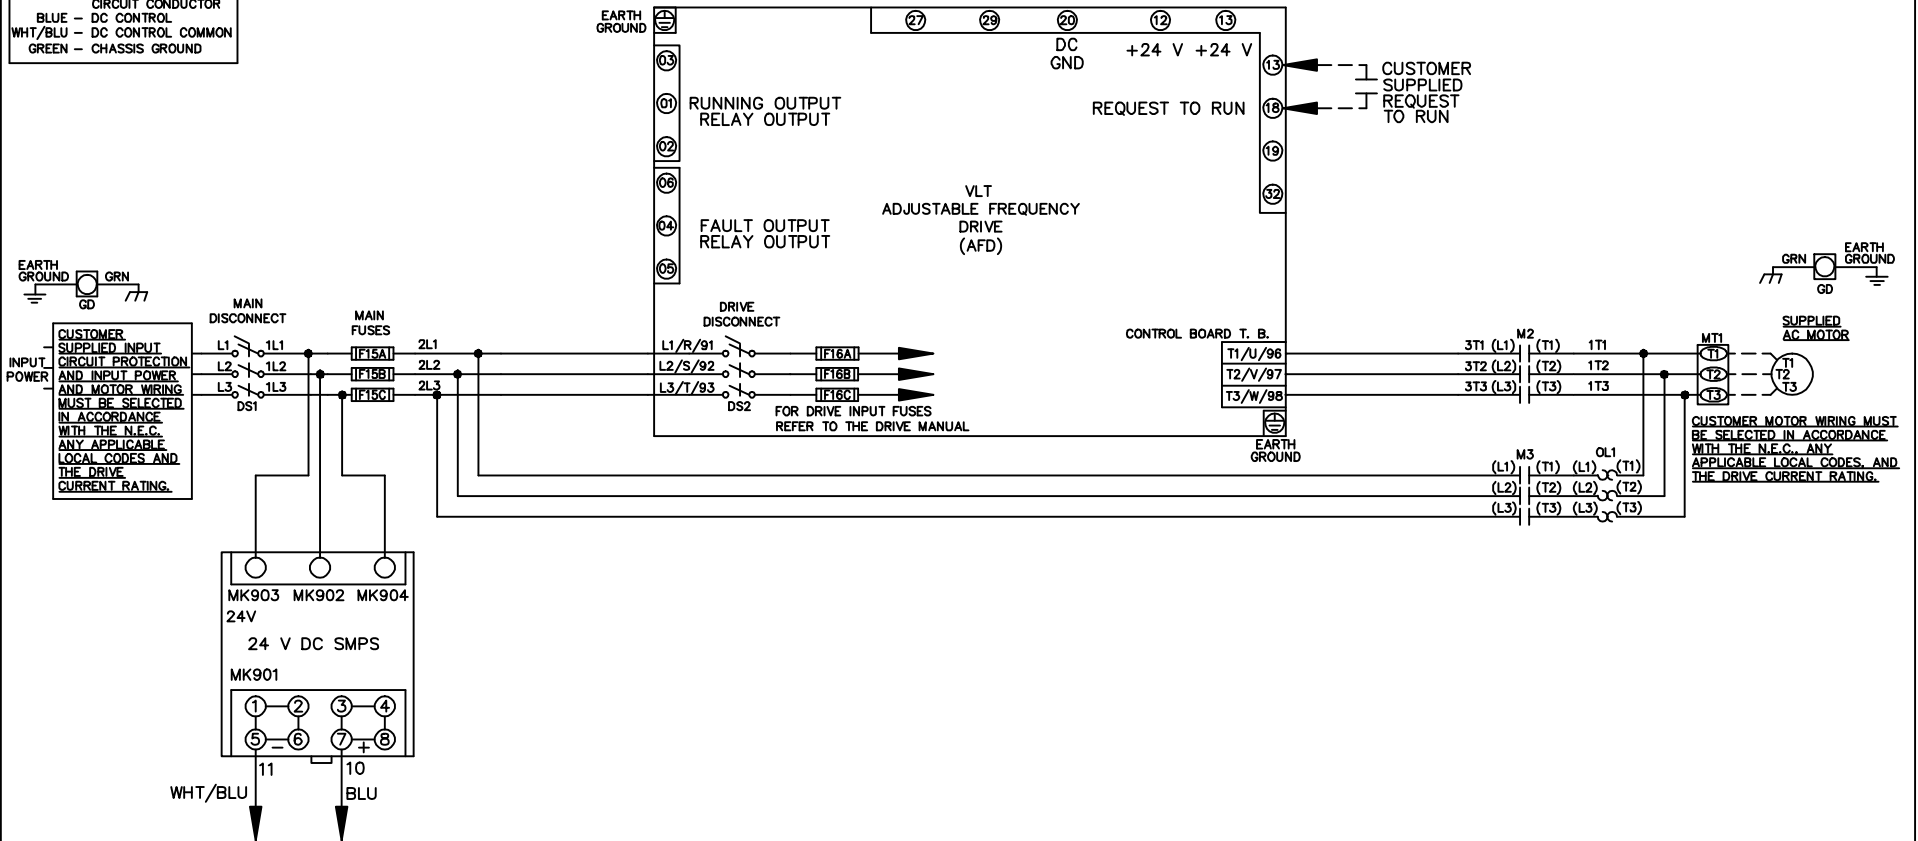 CIRCUIT CONDUCTOR
BLUE – DC CONTROL
WHT/BLU – DC CONTROL COMMON
GREEN – CHASSIS GROUND
EARTH
GROUND
27
29
20
12
13
DC
GND
+24 V
+24 V
03
01
02
RUNNING OUTPUT
RELAY OUTPUT
06
04
05
FAULT OUTPUT
RELAY OUTPUT
VLT
ADJUSTABLE FREQUENCY
DRIVE
(AFD)
REQUEST TO RUN
13
18
19
32
CUSTOMER
SUPPLIED
REQUEST
TO RUN
EARTH
GROUND
GRN
GD
INPUT
POWER
CUSTOMER
SUPPLIED INPUT
CIRCUIT PROTECTION
AND INPUT POWER
AND MOTOR WIRING
MUST BE SELECTED
IN ACCORDANCE
WITH THE N.E.C.
ANY APPLICABLE
LOCAL CODES AND
THE DRIVE
CURRENT RATING.
MAIN
DISCONNECT
L1 1L1
L2 1L2
L3 1L3
DS1
MAIN
FUSES
F15A
F15B
F15C
2L1
2L2
2L3
L1/R/91
L2/S/92
L3/T/93
DRIVE
DISCONNECT
DS2
F16A
F16B
F16C
FOR DRIVE INPUT FUSES
REFER TO THE DRIVE MANUAL
CONTROL BOARD T. B.
T1/U/96
T2/V/97
T3/W/98
EARTH
GROUND
M2
3T1 (L1) (T1) 1T1
3T2 (L2) (T2) 1T2
3T3 (L3) (T3) 1T3
M3
OL1
(L1) (T1) (L1) (T1)
(L2) (T2) (L2) (T2)
(L3) (T3) (L3) (T3)
MT1
T1
T2
T3
GRN
GD
EARTH
GROUND
SUPPLIED
AC MOTOR
T1
T2
T3
CUSTOMER MOTOR WIRING MUST
BE SELECTED IN ACCORDANCE
WITH THE N.E.C., ANY
APPLICABLE LOCAL CODES, AND
THE DRIVE CURRENT RATING.
MK903 MK902 MK904
24V
24 V DC SMPS
MK901
1 2 3 4
5 – 6 7 + 8
11
10
WHT/BLU
BLU